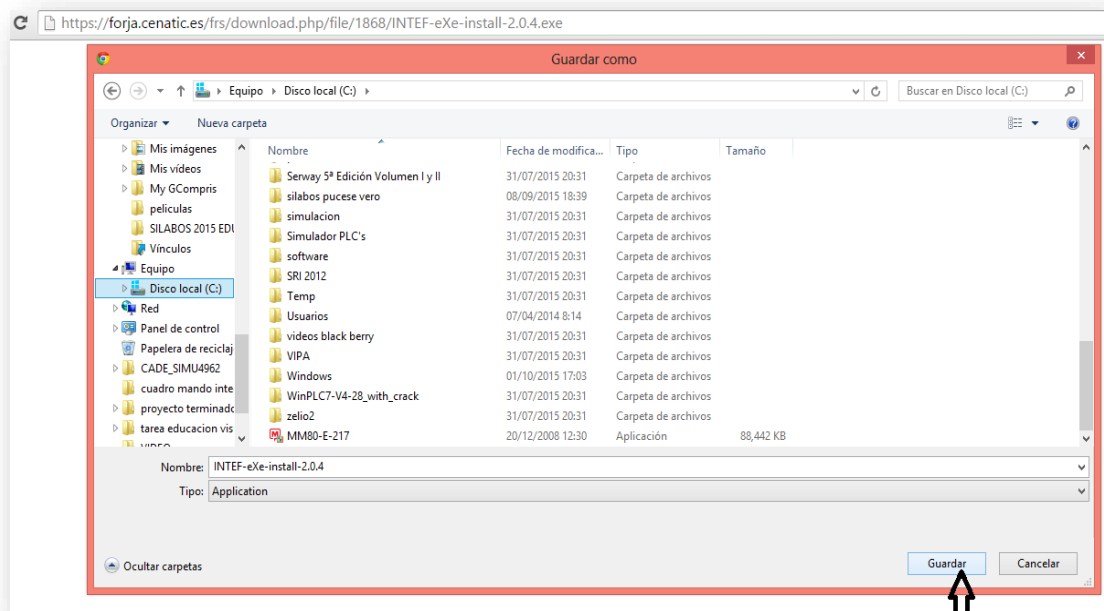 https://forja.cenatic.es/frs/download.php/file/1868/INTEF-eXe-install-2.0.4.exe
Guardar como
Equipo Disco local (C:)
Buscar en Disco local (C:)
Organizar Nueva carpeta
Mis imágenes
Mis vídeos
My GCompris
peliculas
SILABOS 2015 EDU
Vínculos
Equipo
Disco local (C:)
Red
Panel de control
Papelera de reciclaj
CADE_SIMU4962
cuadro mando inte
proyecto terminado
tarea educacion vis
Nombre Fecha de modifica... Tipo Tamaño
Serway 5ª Edición Volumen I y II 31/07/2015 20:31 Carpeta de archivos
silabos pucese vero 08/09/2015 18:39 Carpeta de archivos
simulacion 31/07/2015 20:31 Carpeta de archivos
Simulador PLC's 31/07/2015 20:31 Carpeta de archivos
software 31/07/2015 20:31 Carpeta de archivos
SRI 2012 31/07/2015 20:31 Carpeta de archivos
Temp 31/07/2015 20:31 Carpeta de archivos
Usuarios 07/04/2014 8:14 Carpeta de archivos
videos black berry 31/07/2015 20:31 Carpeta de archivos
VIPA 31/07/2015 20:31 Carpeta de archivos
Windows 01/10/2015 17:03 Carpeta de archivos
WinPLC7-V4-28_with_crack 31/07/2015 20:31 Carpeta de archivos
zelio2 31/07/2015 20:31 Carpeta de archivos
MM80-E-217 20/12/2008 12:30 Aplicación 88,442 KB
Nombre: INTEF-eXe-install-2.0.4
Tipo: Application
Ocultar carpetas
Guardar Cancelar